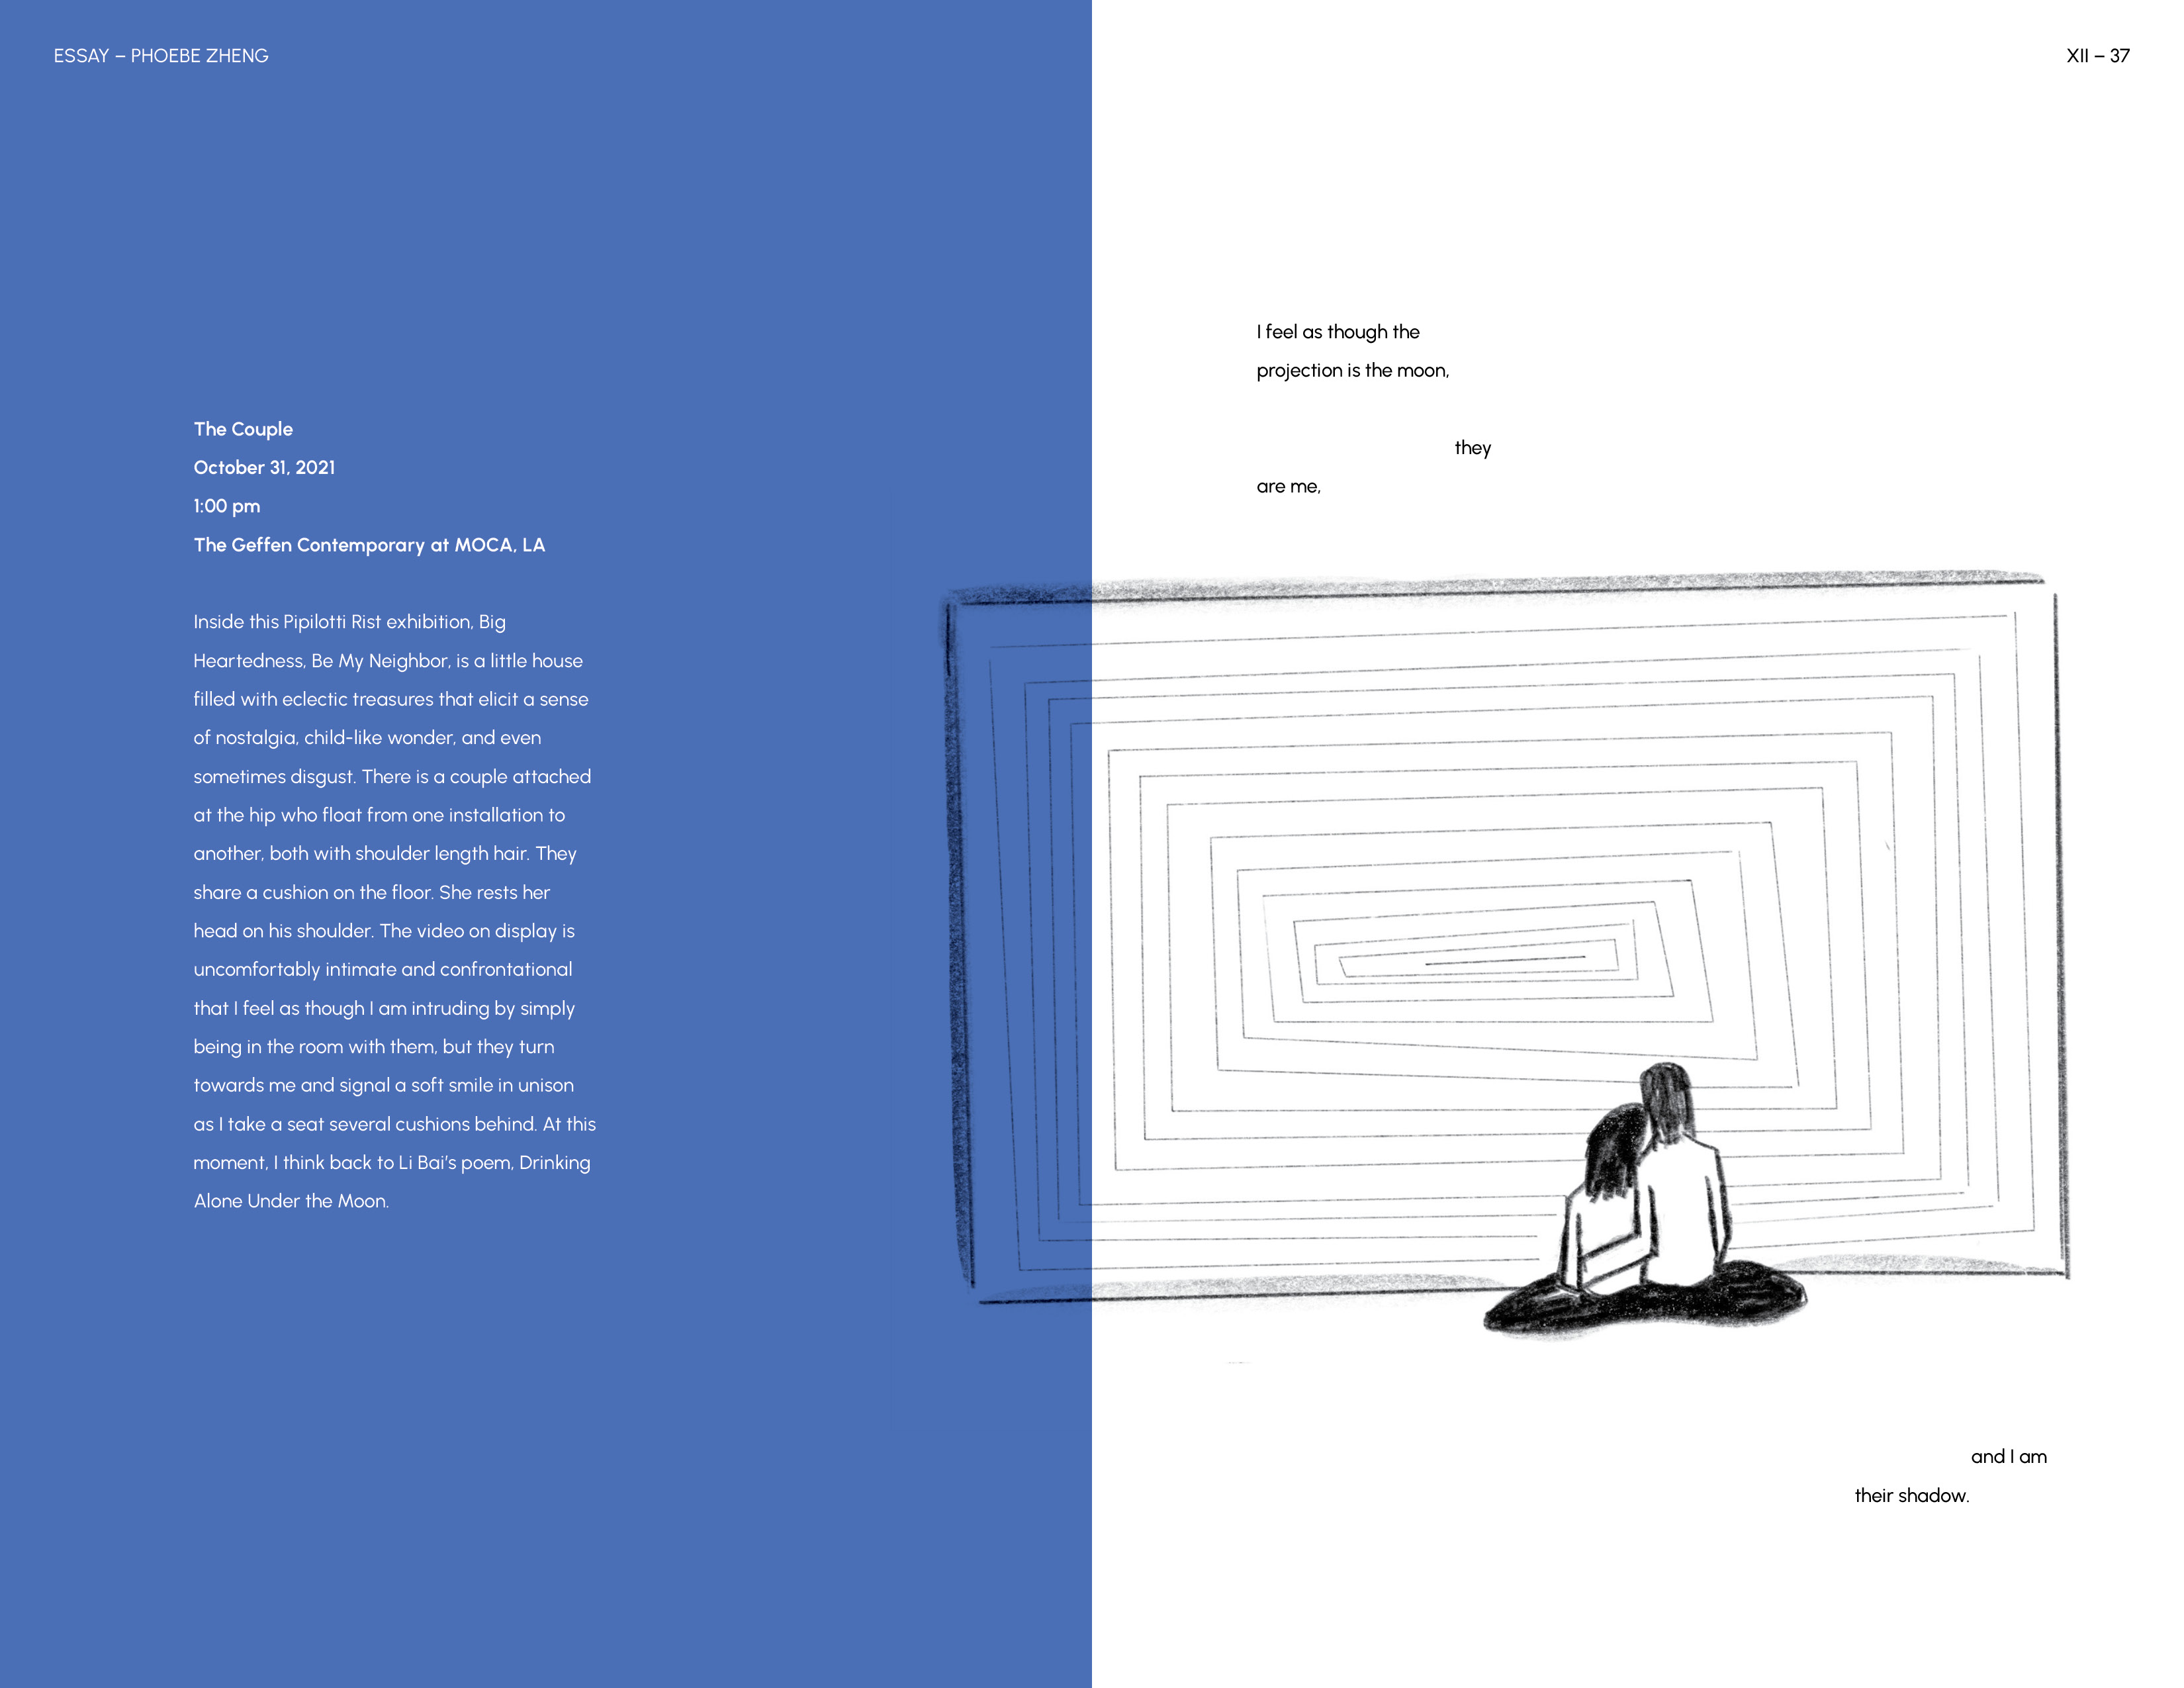 ESSAY – PHOEBE ZHENG
The Couple
October 31, 2021
1:00 pm
The Geffen Contemporary at MOCA, LA
Inside this Pipilotti Rist exhibition, Big
Heartedness, Be My Neighbor, is a little house
filled with eclectic treasures that elicit a sense
of nostalgia, child-like wonder, and even
sometimes disgust. There is a couple attached
at the hip who float from one installation to
another, both with shoulder length hair. They
share a cushion on the floor. She rests her
head on his shoulder. The video on display is
uncomfortably intimate and confrontational
that I feel as though I am intruding by simply
being in the room with them, but they turn
towards me and signal a soft smile in unison
as I take a seat several cushions behind. At this
moment, I think back to Li Bai's poem, Drinking
Alone Under the Moon.
XII – 37
I feel as though the
projection is the moon,
they
are me,
and I am
their shadow.